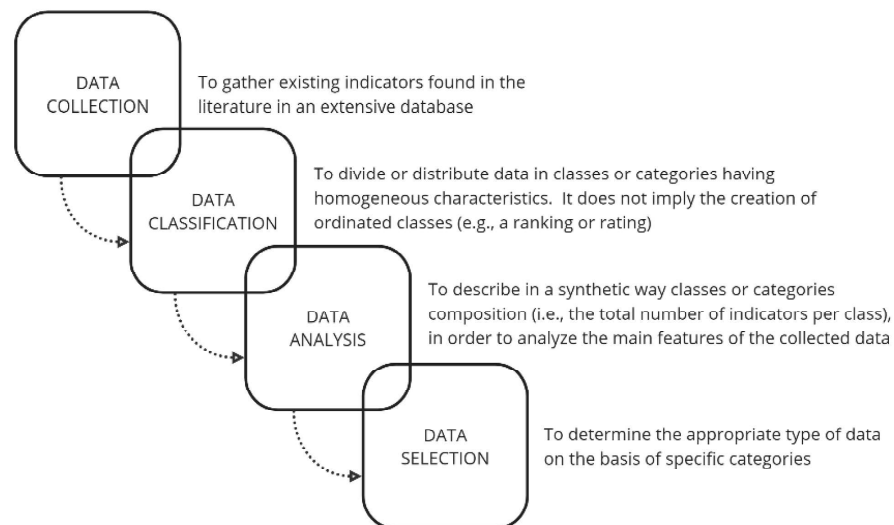 DATA
COLLECTION
To gather existing indicators found in the
literature in an extensive database
DATA
CLASSIFICATION
To divide or distribute data in classes or categories having
homogeneous characteristics. It does not imply the creation of
ordinated classes (e.g., a ranking or rating)
DATA
ANALYSIS
To describe in a synthetic way classes or categories
composition (i.e., the total number of indicators per class),
in order to analyze the main features of the collected data
DATA
SELECTION
To determine the appropriate type of data
on the basis of specific categories